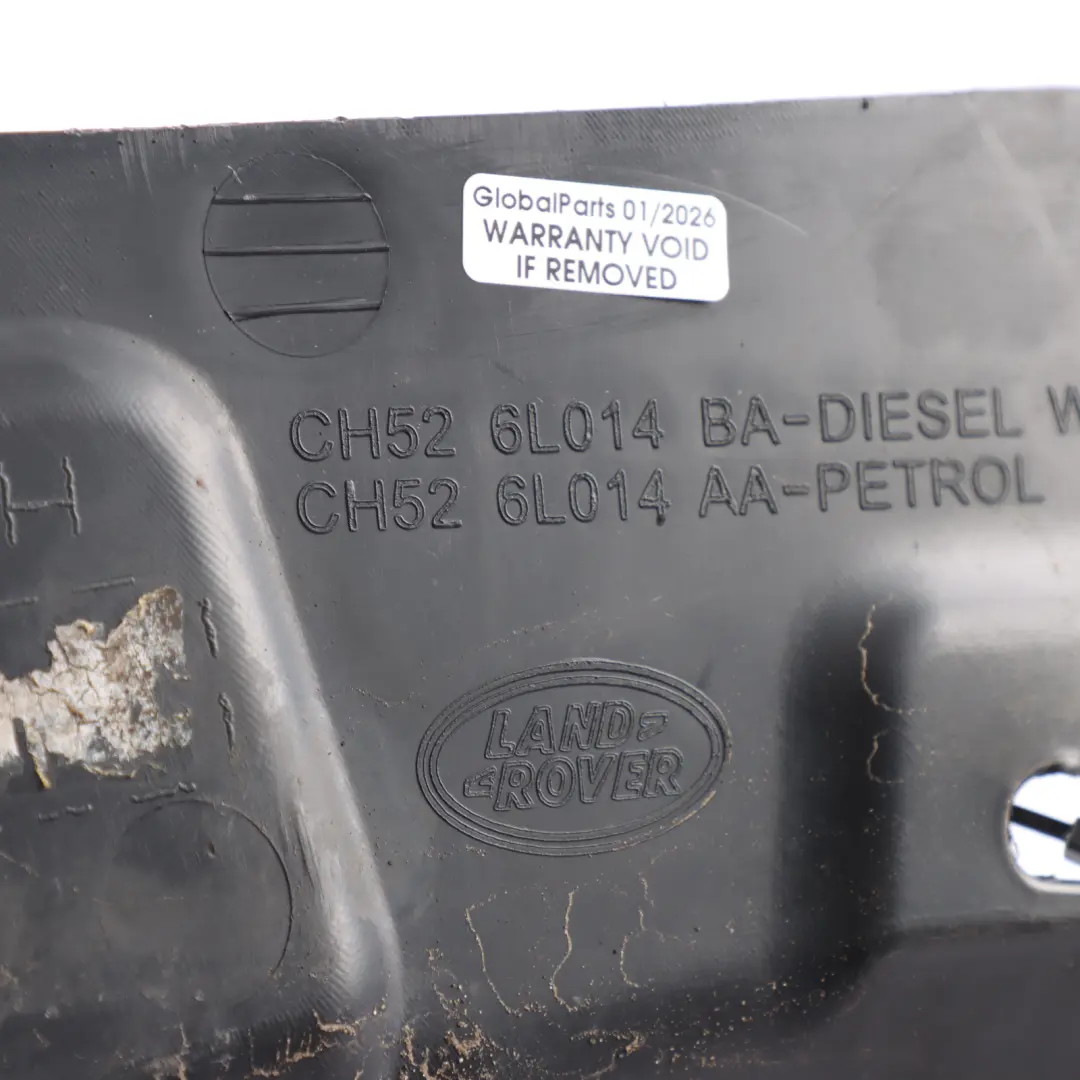 GlobalParts 01/2026
WARRANTY VOID
IF REMOVED
CH52 6L014 BA-DIESEL
CH52 6L014 AA-PETROL
H
LAND
ROVER